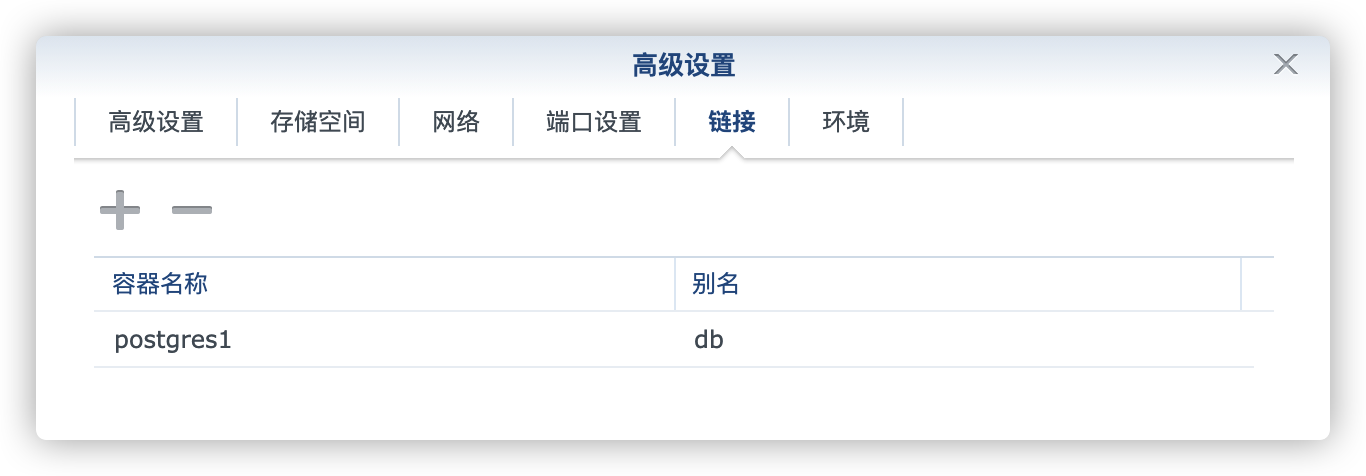 高级设置
高级设置 存储空间 网络 端口设置 链接 环境
容器名称 别名
postgres1 db